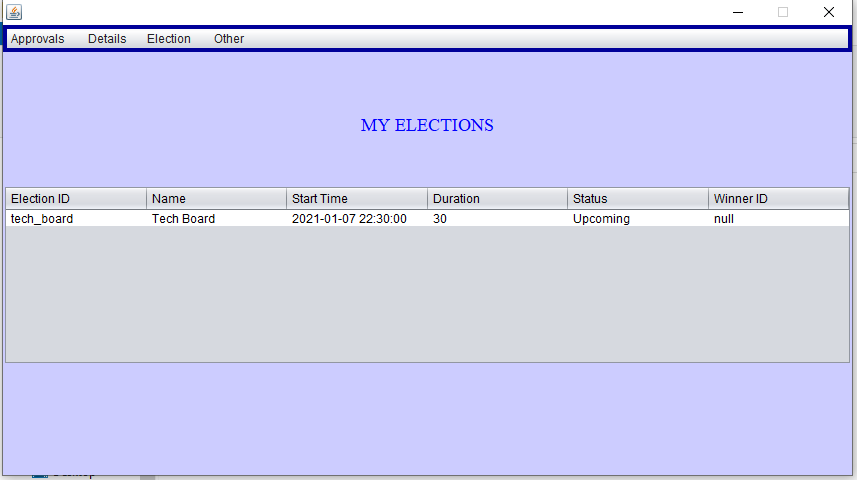 Approvals Details Election Other
MY ELECTIONS
Election ID Name Start Time Duration Status Winner ID
tech_board Tech Board 2021-01-07 22:30:00 30 Upcoming null